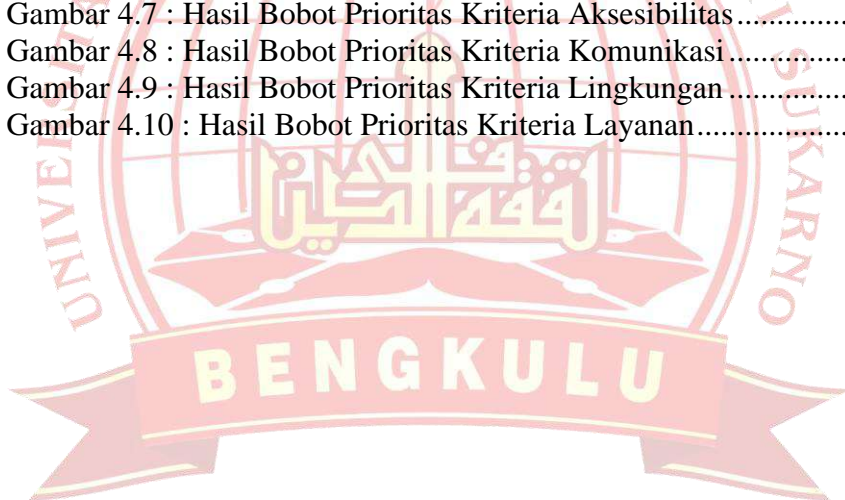 Gambar 4.7 : Hasil Bobot Prioritas Kriteria Aksesibilitas.............
Gambar 4.8 : Hasil Bobot Prioritas Kriteria Komunikasi..............
Gambar 4.9 : Hasil Bobot Prioritas Kriteria Lingkungan..............
Gambar 4.10 : Hasil Bobot Prioritas Kriteria Layanan..................
SUKARNO
BENGKULU